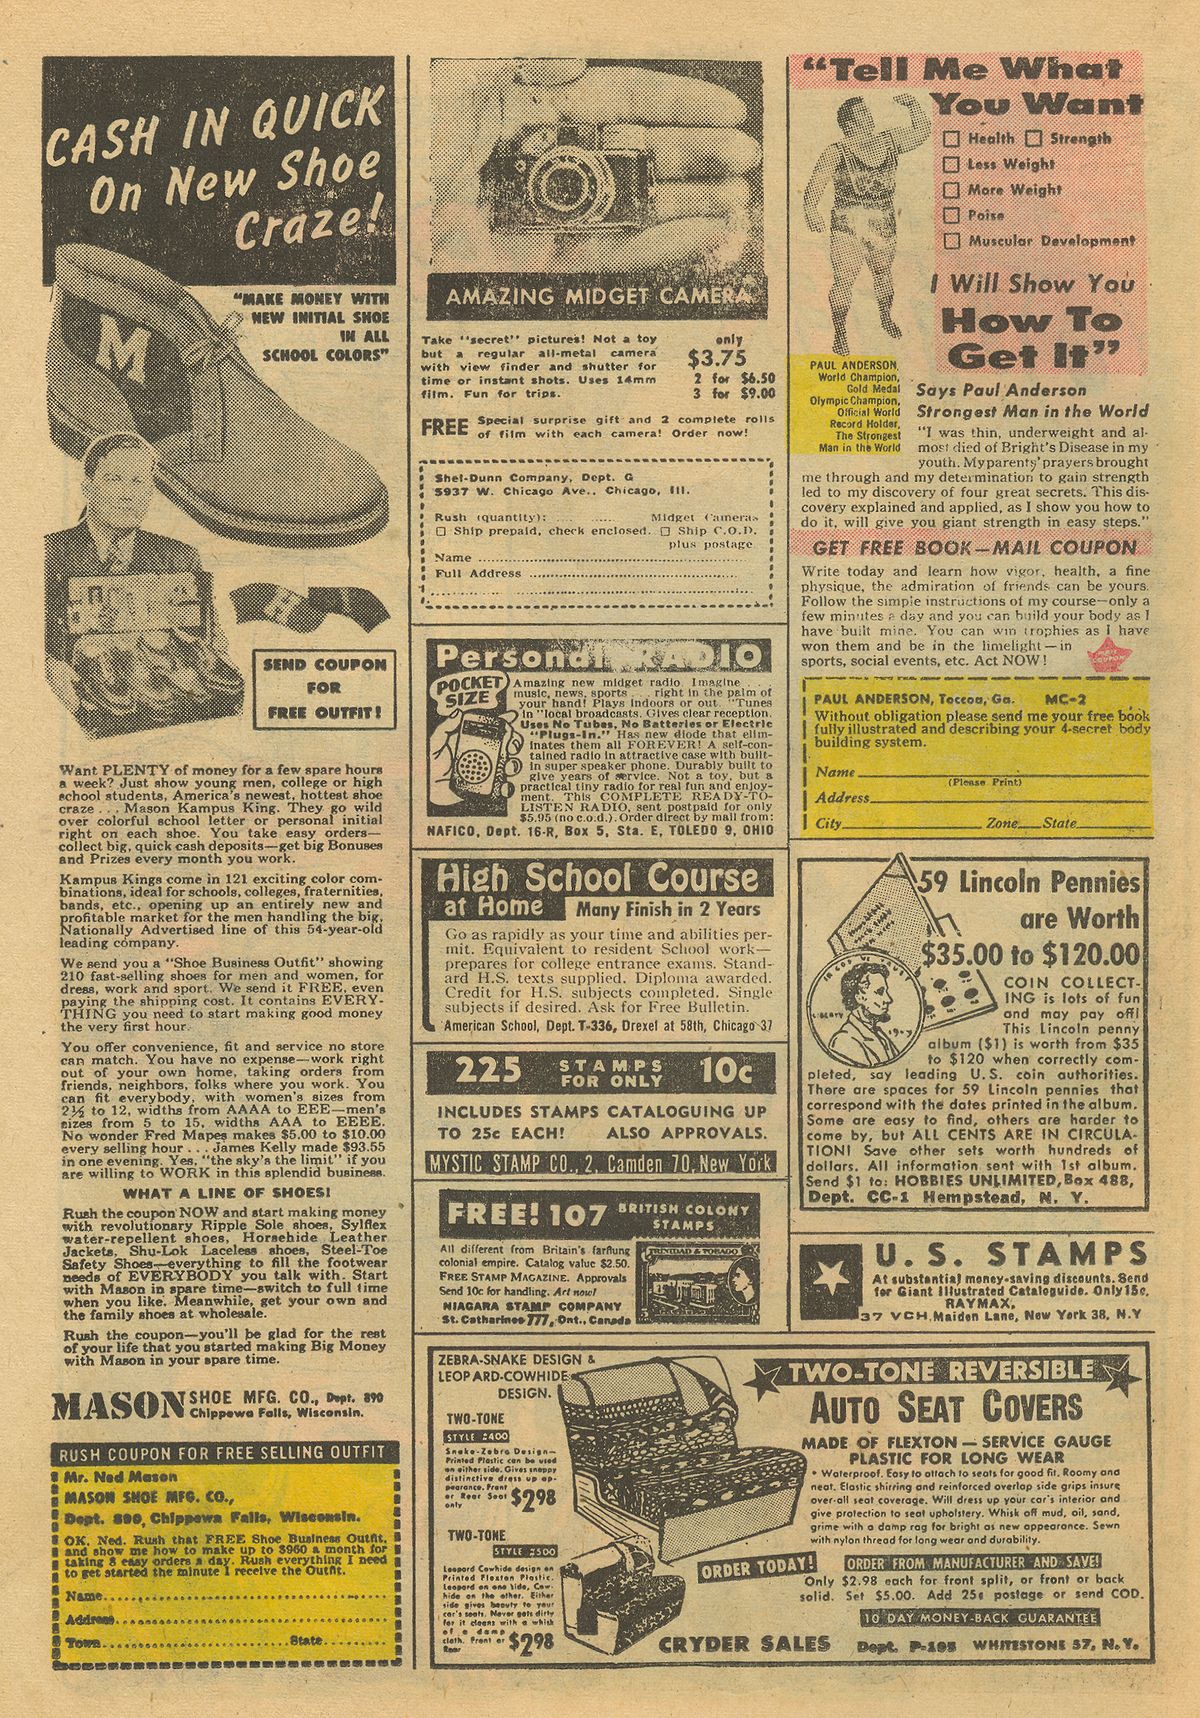 CASH IN QUICK
On New Shoe
Craze!
"MAKE MONEY WITH
NEW INITIAL SHOE
IN ALL
SCHOOL COLORS"
M
SEND COUPON
FOR
FREE OUTFIT!
Want PLENTY of money for a few spare hours
a week? Just show young men, college or high
school students, America's newest, hottest shoe
craze . . . Mason Kampus King. They go wild
over colorful school letter or personal initial
right on each shoe. You take easy orders—
collect big, quick cash deposits—get big Bonuses
and Prizes every month you work.
Kampus Kings come in 121 exciting color com-
binations, ideal for schools, colleges, fraternities,
bands, etc., opening up an entirely new and
profitable market for the men handling the big,
Nationally Advertised line of this 54-year-old
leading company.
We send you a "Shoe Business Outfit" showing
210 fast-selling shoes for men and women, for
dress, work and sport. We send it FREE, even
paying the shipping cost. It contains EVERY-
THING you need to start making good money
the very first hour.
You offer convenience, fit and service no store
can match. You have no expense—work right
out of your own home, taking orders from
friends, neighbors, folks where you work. You
can fit everybody, with women's sizes from
2½ to 12, widths from AAAA to EEE—men's
sizes from 5 to 15, widths AAA to EEEE.
No wonder Fred Mapes makes $5.00 to $10.00
every selling hour . . . James Kelly made $93.55
in one evening. Yes, "the sky's the limit" if you
are willing to WORK in this splendid business.
WHAT A LINE OF SHOES!
Rush the coupon NOW and start making money
with revolutionary Ripple Sole shoes, Sylflex
water-repellent shoes, Horsehide Leather
Jackets, Shu-Lok Laceless shoes, Steel-Toe
Safety Shoes—everything to fill the footwear
needs of EVERYBODY you talk with. Start
with Mason in spare time—switch to full time
when you like. Meanwhile, get your own and
the family shoes at wholesale.
Rush the coupon—you'll be glad for the rest
of your life that you started making Big Money
with Mason in your spare time.
MASON SHOE MFG. CO., Dept. 890
Chippewa Falls, Wisconsin.
RUSH COUPON FOR FREE SELLING OUTFIT
Mr. Ned Mason
MASON SHOE MFG. CO.,
Dept. 890, Chippewa Falls, Wisconsin.
OK, Ned. Rush that FREE Shoe Business Outfit,
and show me how to make up to $960 a month for
taking 8 easy orders a day. Rush everything I need
to get started the minute I receive the Outfit.
Name
Address
Town State
AMAZING MIDGET CAMERA
Take "secret" pictures! Not a toy
but a regular all-metal camera
with view finder and shutter for
time or instant shots. Uses 14mm
film. Fun for trips.
only
$3.75
2 for $6.50
3 for $9.00
FREE Special surprise gift and 2 complete rolls
of film with each camera! Order now!
Shel-Dunn Company, Dept. G
5937 W. Chicago Ave., Chicago, Ill.
Rush (quantity): Midget Cameras
☐ Ship prepaid, check enclosed. ☐ Ship C.O.D.
plus postage
Name
Full Address
Personal RADIO
POCKET
SIZE
Amazing new midget radio. Imagine . . .
music, news, sports . . . right in the palm of
your hand! Plays indoors or out. "Tunes
in" local broadcasts. Gives clear reception.
Uses No Tubes, No Batteries or Electric
"Plugs-In." Has new diode that elim-
inates them all FOREVER! A self-con-
tained radio in attractive case with built-
in super speaker phone. Durably built to
give years of service. Not a toy, but a
practical tiny radio for real fun and enjoy-
ment. This COMPLETE READY-TO-
LISTEN RADIO, sent postpaid for only
$5.95 (no c.o.d.). Order direct by mail from:
NAFICO, Dept. 16-R, Box 5, Sta. E, TOLEDO 9, OHIO
High School Course
at Home Many Finish in 2 Years
Go as rapidly as your time and abilities per-
mit. Equivalent to resident School work—
prepares for college entrance exams. Stand-
ard H.S. texts supplied. Diploma awarded.
Credit for H.S. subjects completed. Single
subjects if desired. Ask for Free Bulletin.
American School, Dept. T-336, Drexel at 58th, Chicago 37
225 STAMPS
FOR ONLY 10c
INCLUDES STAMPS CATALOGUING UP
TO 25c EACH! ALSO APPROVALS.
MYSTIC STAMP CO., 2, Camden 70, New York
FREE! 107 BRITISH COLONY
STAMPS
All different from Britain's farflung
colonial empire. Catalog value $2.50.
FREE STAMP MAGAZINE. Approvals
Send 10c for handling. Act now!
NIAGARA STAMP COMPANY
St. Catharines 777, Ont., Canada
TRINIDAD & TOBAGO
"Tell Me What
You Want
☐ Health ☐ Strength
☐ Less Weight
☐ More Weight
☐ Poise
☐ Muscular Development
I Will Show You
How To
Get It"
PAUL ANDERSON,
World Champion,
Gold Medal
Olympic Champion,
Official World
Record Holder,
The Strongest
Man in the World
Says Paul Anderson
Strongest Man in the World
"I was thin, underweight and al-
most died of Bright's Disease in my
youth. My parents' prayers brought
me through and my determination to gain strength
led to my discovery of four great secrets. This dis-
covery explained and applied, as I show you how to
do it, will give you giant strength in easy steps."
GET FREE BOOK—MAIL COUPON
Write today and learn how vigor, health, a fine
physique, the admiration of friends can be yours.
Follow the simple instructions of my course—only a
few minutes a day and you can build your body as I
have built mine. You can win trophies as I have
won them and be in the limelight—in
sports, social events, etc. Act NOW!
PAUL ANDERSON, Toccoa, Ga. MC-2
Without obligation please send me your free book
fully illustrated and describing your 4-secret body
building system.
Name
(Please Print)
Address
City Zone State
59 Lincoln Pennies
are Worth
$35.00 to $120.00
LIBERTY
COIN COLLECT-
ING is lots of fun
and may pay off!
This Lincoln penny
album ($1) is worth from $35
to $120 when correctly com-
pleted, say leading U.S. coin authorities.
There are spaces for 59 Lincoln pennies that
correspond with the dates printed in the album.
Some are easy to find, others are harder to
come by, but ALL CENTS ARE IN CIRCULA-
TION! Save other sets worth hundreds of
dollars. All information sent with 1st album.
Send $1 to: HOBBIES UNLIMITED, Box 488,
Dept. CC-1 Hempstead, N. Y.
U. S. STAMPS
At substantial money-saving discounts. Send
for Giant Illustrated Catalogue. Only 15c.
RAYMAX,
37 VCH, Maiden Lane, New York 38, N.Y
ZEBRA-SNAKE DESIGN &
LEOPARD-COWHIDE
DESIGN.
TWO-TONE
STYLE #400
Snake-Zebra Design—
Printed Plastic can be used
on either side. Gives snappy
distinctive dress up ap-
pearance. Front
or Rear Seat
only $2.98
TWO-TONE
STYLE #500
Leopard Cowhide design on
Printed Flexton Plastic.
Leopard on one side, Cow-
hide on the other. Either
side gives beauty to your
car's seats. Never gets dirty
for it cleans with a whisk
of a damp
cloth. Front or
Rear $2.98
TWO-TONE REVERSIBLE
AUTO SEAT COVERS
MADE OF FLEXTON — SERVICE GAUGE
PLASTIC FOR LONG WEAR
• Waterproof. Easy to attach to seats for good fit. Roomy and
neat. Elastic shirring and reinforced overlap side grips insure
over-all seat coverage. Will dress up your car's interior and
give protection to seat upholstery. Whisk off mud, oil, sand,
grime with a damp rag for bright as new appearance. Sewn
with nylon thread for long wear and durability.
ORDER TODAY!
ORDER FROM MANUFACTURER AND SAVE!
Only $2.98 each for front split, or front or back
solid. Set $5.00. Add 25¢ postage or send COD.
10 DAY MONEY-BACK GUARANTEE
CRYDER SALES Dept. P-195 WHITESTONE 57, N.Y.